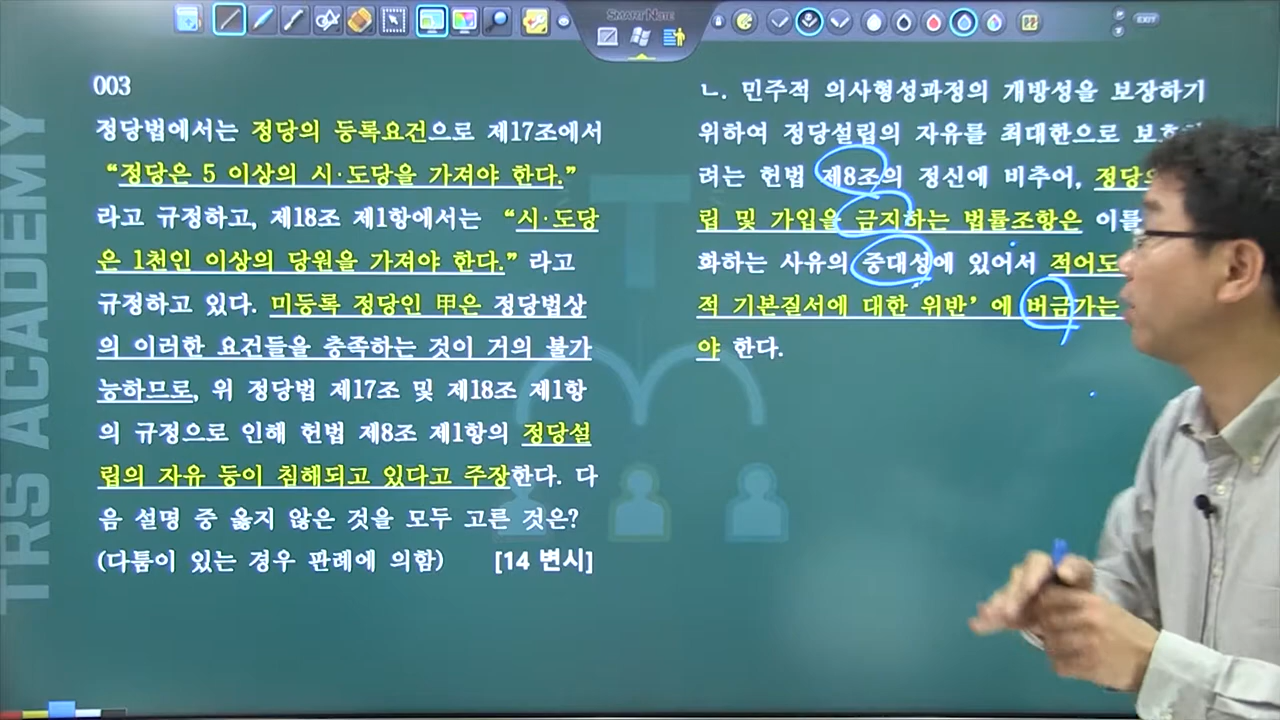 SMARTNOTE
EXIT
TRS ACADEMY
003
정당법에서는 정당의 등록요건으로 제17조에서
“정당은 5 이상의 시·도당을 가져야 한다.”
라고 규정하고, 제18조 제1항에서는 “시·도당
은 1천인 이상의 당원을 가져야 한다.” 라고
규정하고 있다. 미등록 정당인 甲은 정당법상
의 이러한 요건들을 충족하는 것이 거의 불가
능하므로, 위 정당법 제17조 및 제18조 제1항
의 규정으로 인해 헌법 제8조 제1항의 정당설
립의 자유 등이 침해되고 있다고 주장한다. 다
음 설명 중 옳지 않은 것을 모두 고른 것은?
(다툼이 있는 경우 판례에 의함) [14 변시]
ㄴ. 민주적 의사형성과정의 개방성을 보장하기
위하여 정당설립의 자유를 최대한으로
려는 헌법 제8조의 정신에 비추어,
립 및 가입을 금지하는 법률조항은 이를
화하는 사유의 중대성에 있어서 적어도
적 기본질서에 대한 위반’에 버금가는
야 한다.